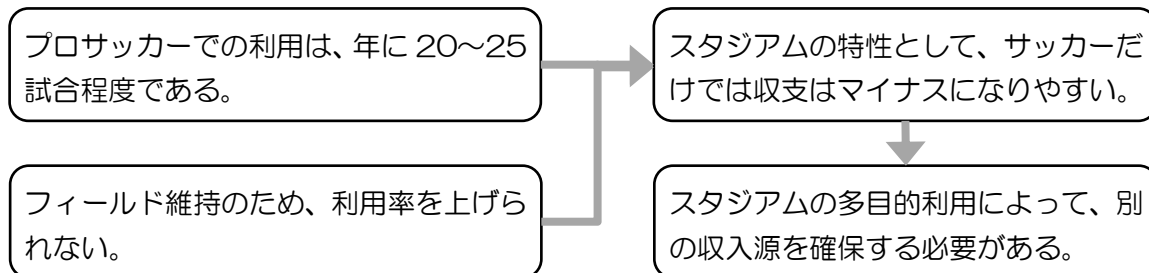 プロサッカーでの利用は、年に 20～25
試合程度である。
フィールド維持のため、利用率を上げら
れない。
スタジアムの特性として、サッカーだ
けでは収支はマイナスになりやすい。
スタジアムの多目的利用によって、別
の収入源を確保する必要がある。